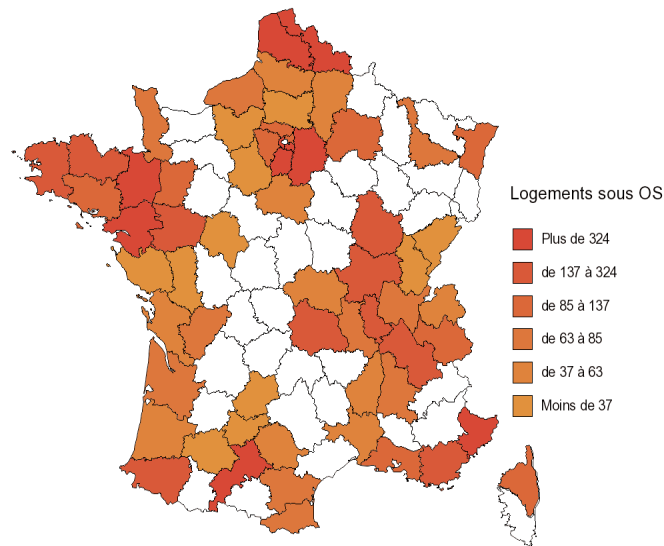 Logements sous OS
Plus de 324
de 137 à 324
de 85 à 137
de 63 à 85
de 37 à 63
Moins de 37